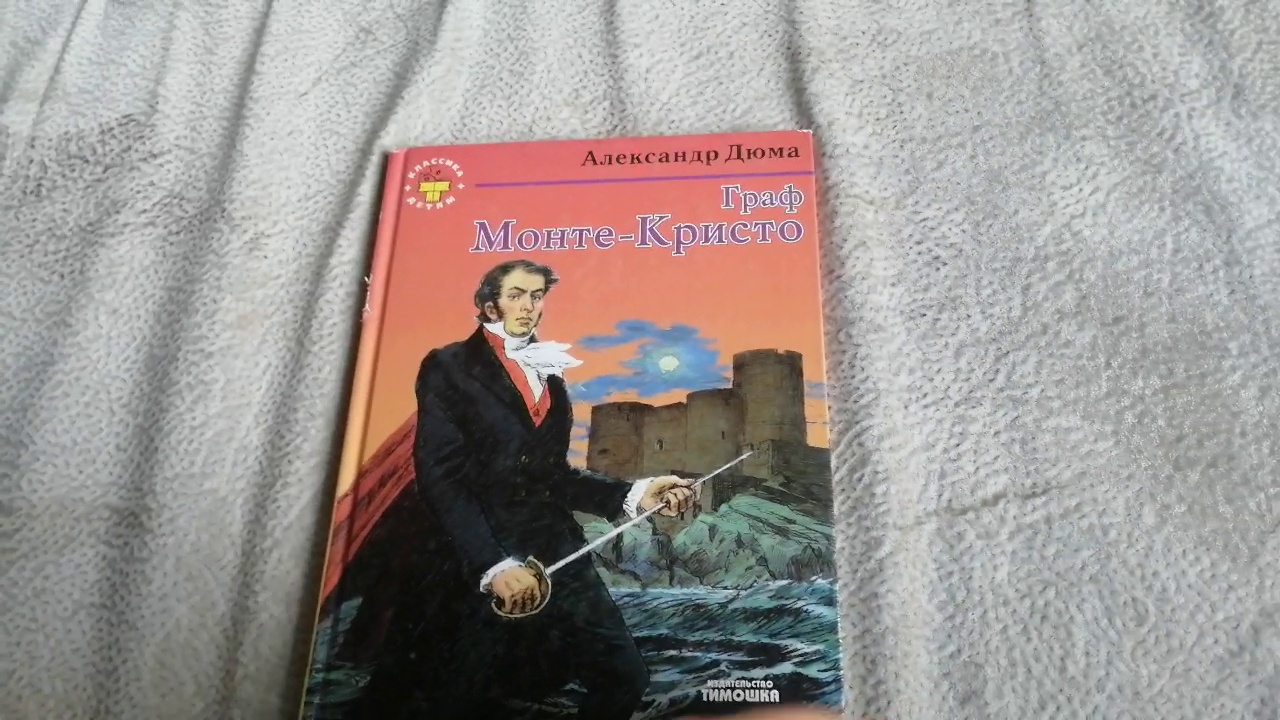 Александр Дюма
КЛАССИКА
ДЕТЯМ
Граф
Монте-Кристо
ИЗДАТЕЛЬСТВО
ТИМОШКА